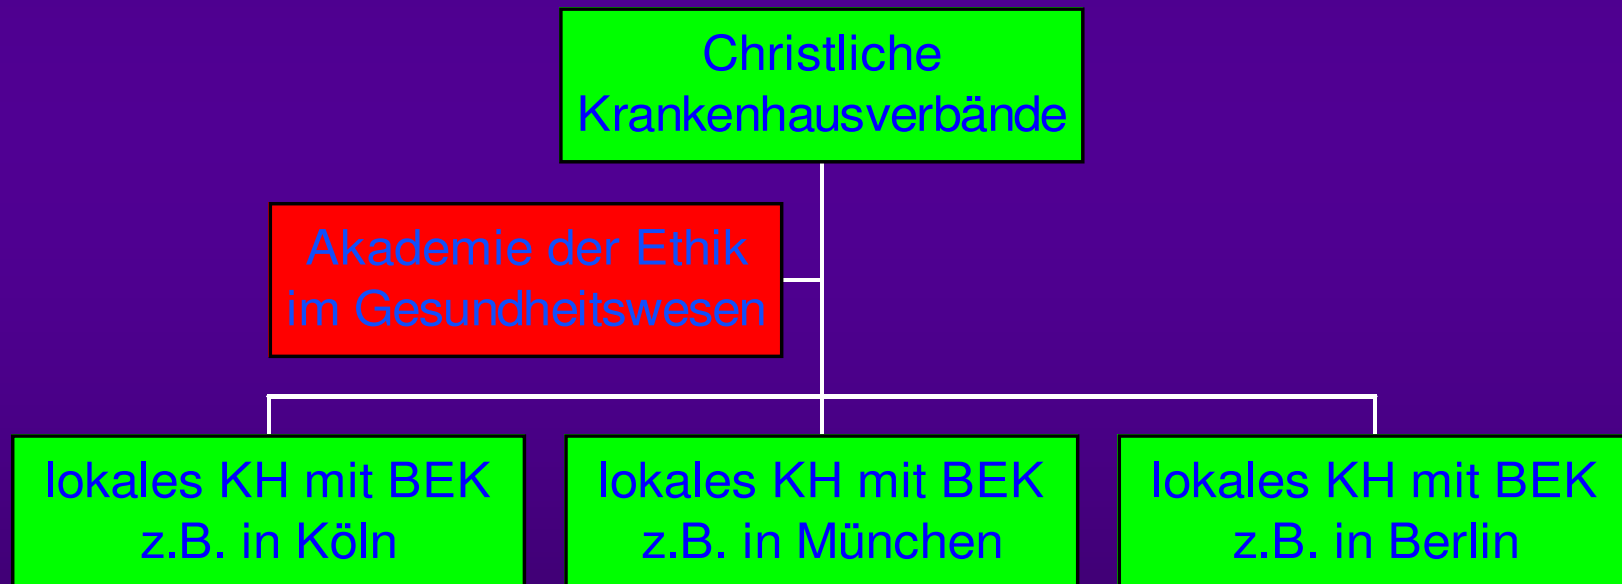 Christliche
Krankenhausverbände
Akademie der Ethik
im Gesundheitswesen
lokales KH mit BEK
z.B. in Köln
lokales KH mit BEK
z.B. in München
lokales KH mit BEK
z.B. in Berlin